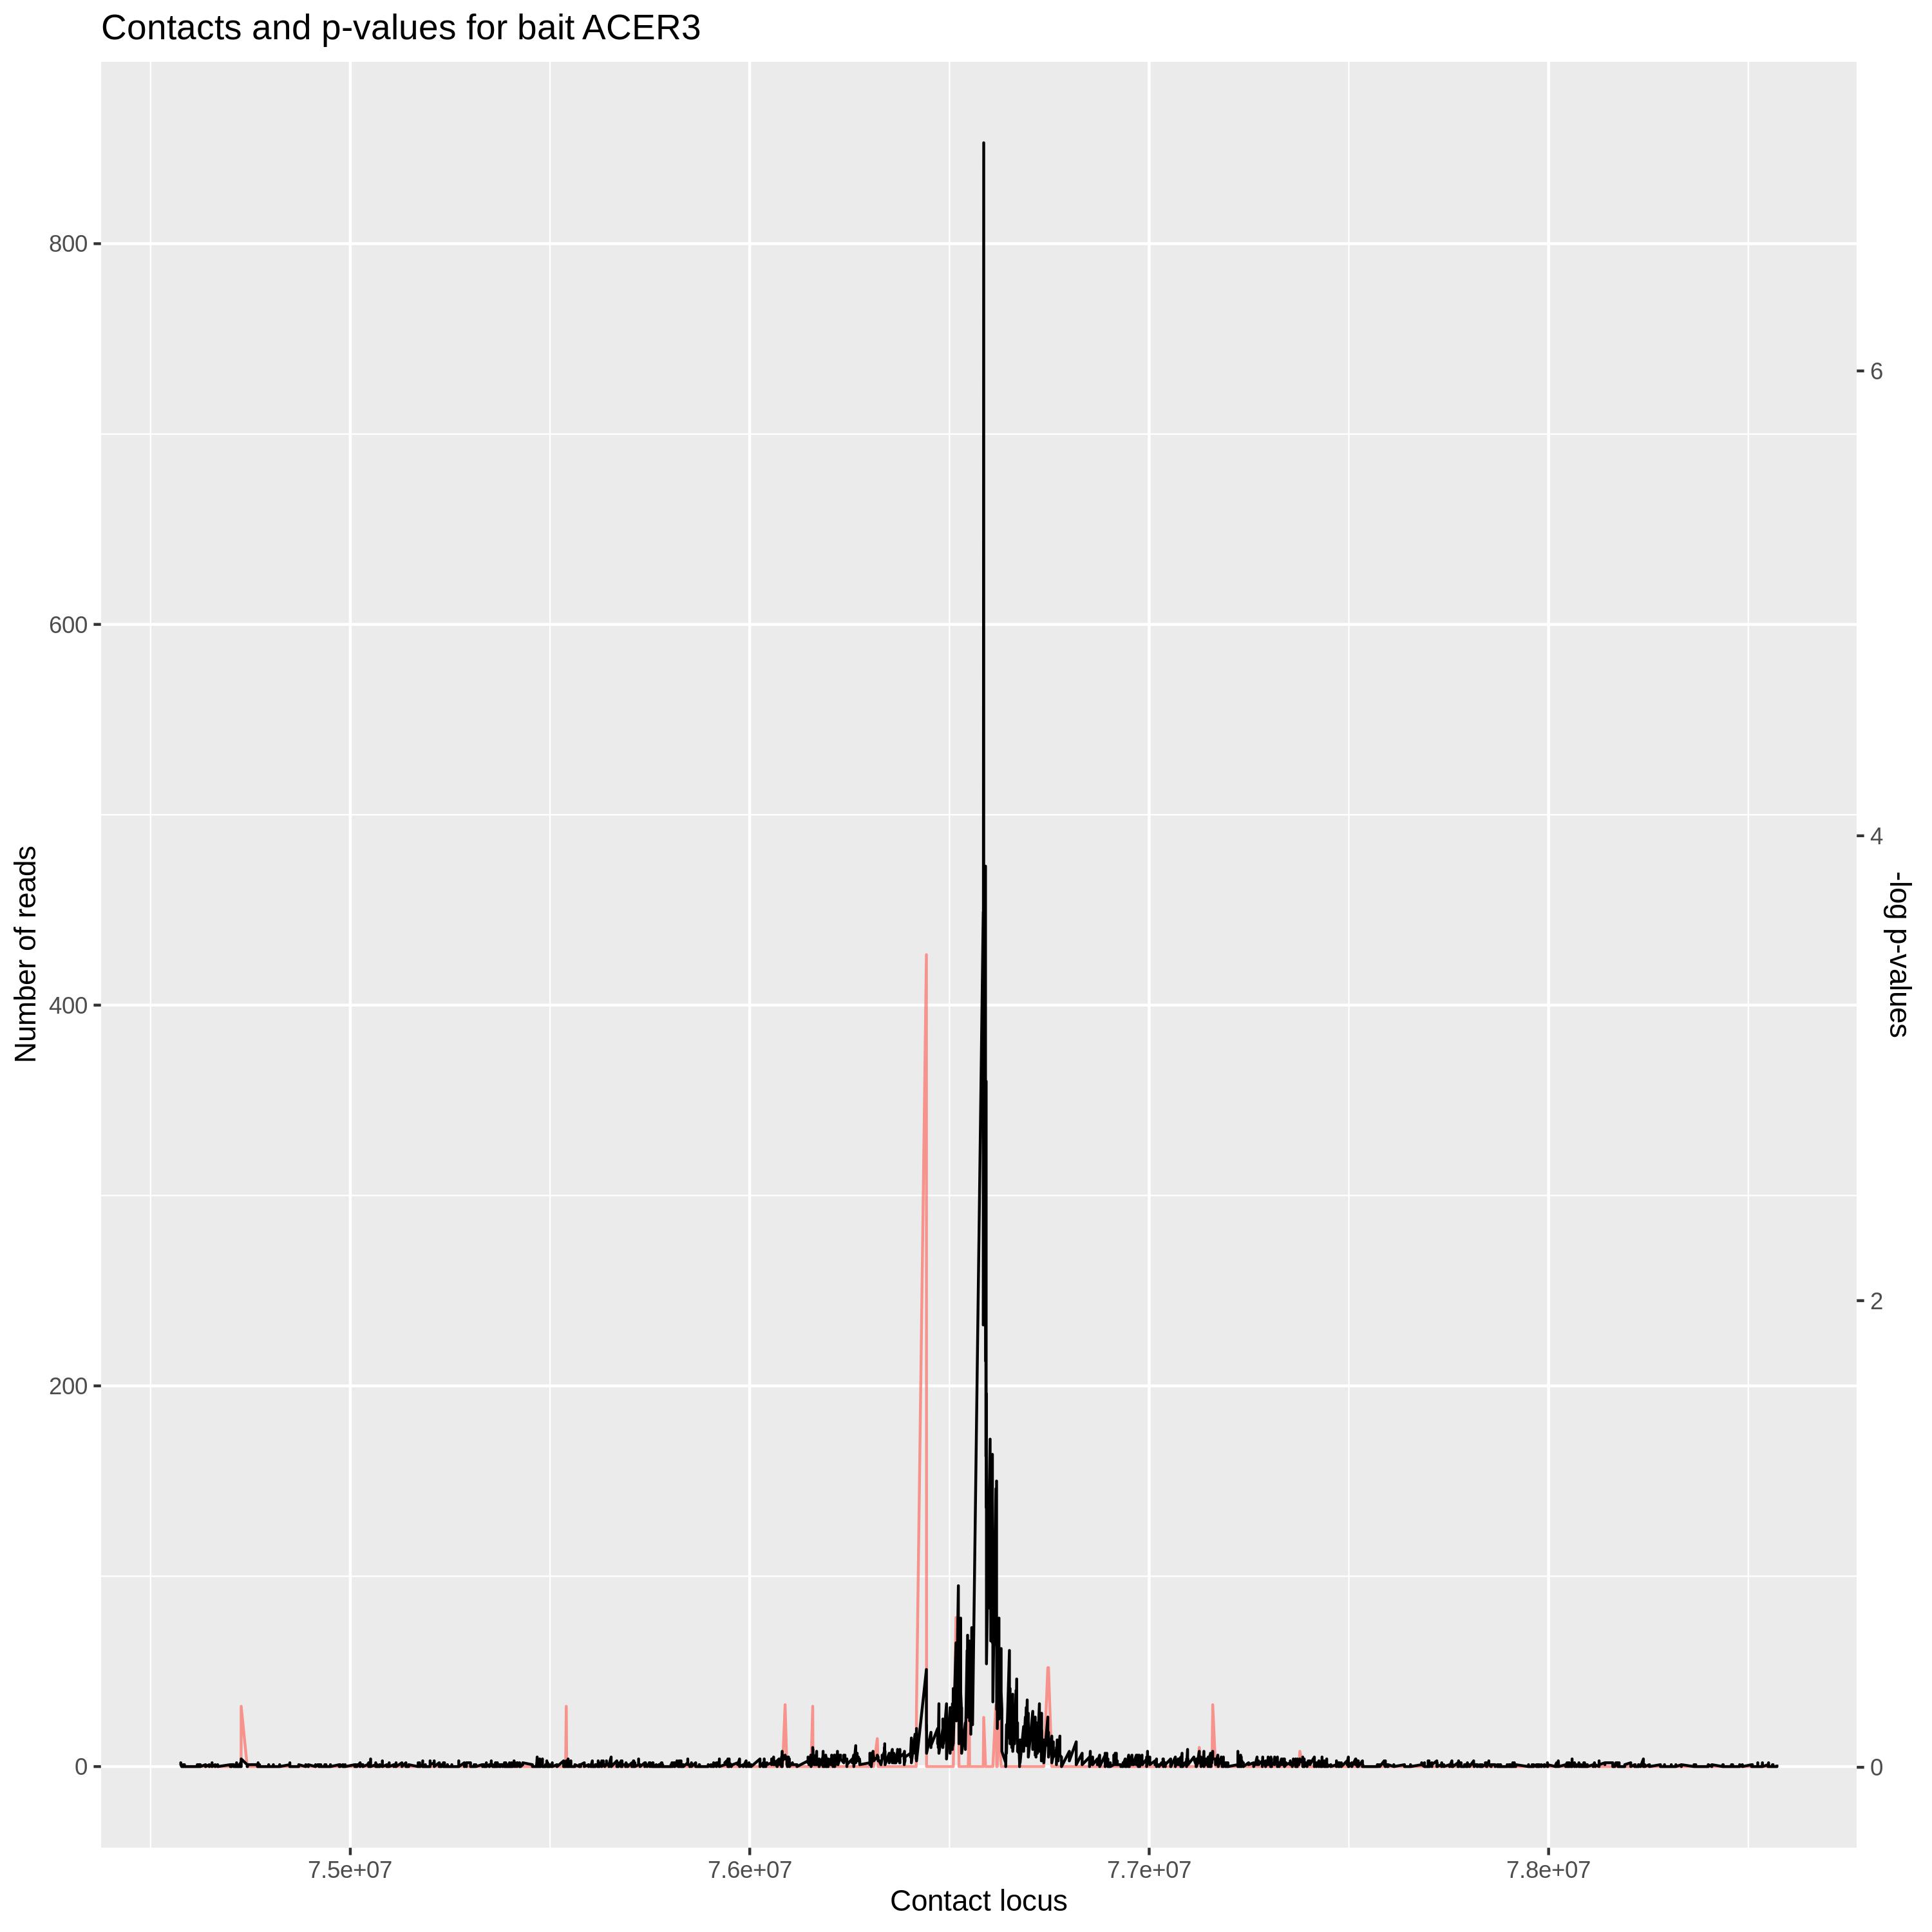 Contacts and p-values for bait ACER3
800
600
400
200
0
Number of reads
6
4
2
0
-log p-values
7.5e+07
7.6e+07
7.7e+07
7.8e+07
Contact locus